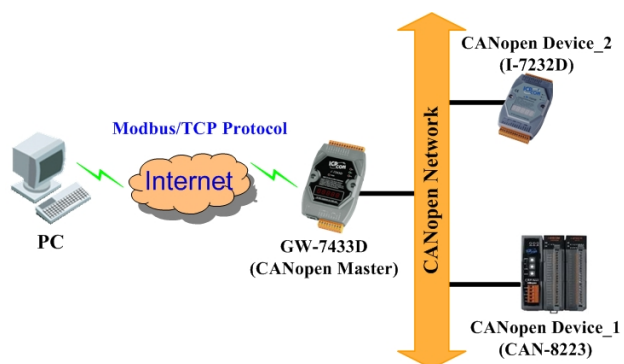 CANopen Device_2
(I-7232D)
Modbus/TCP Protocol
Internet
PC
GW-7433D
(CANopen Master)
CANopen Network
CANopen Device_1
(CAN-8223)